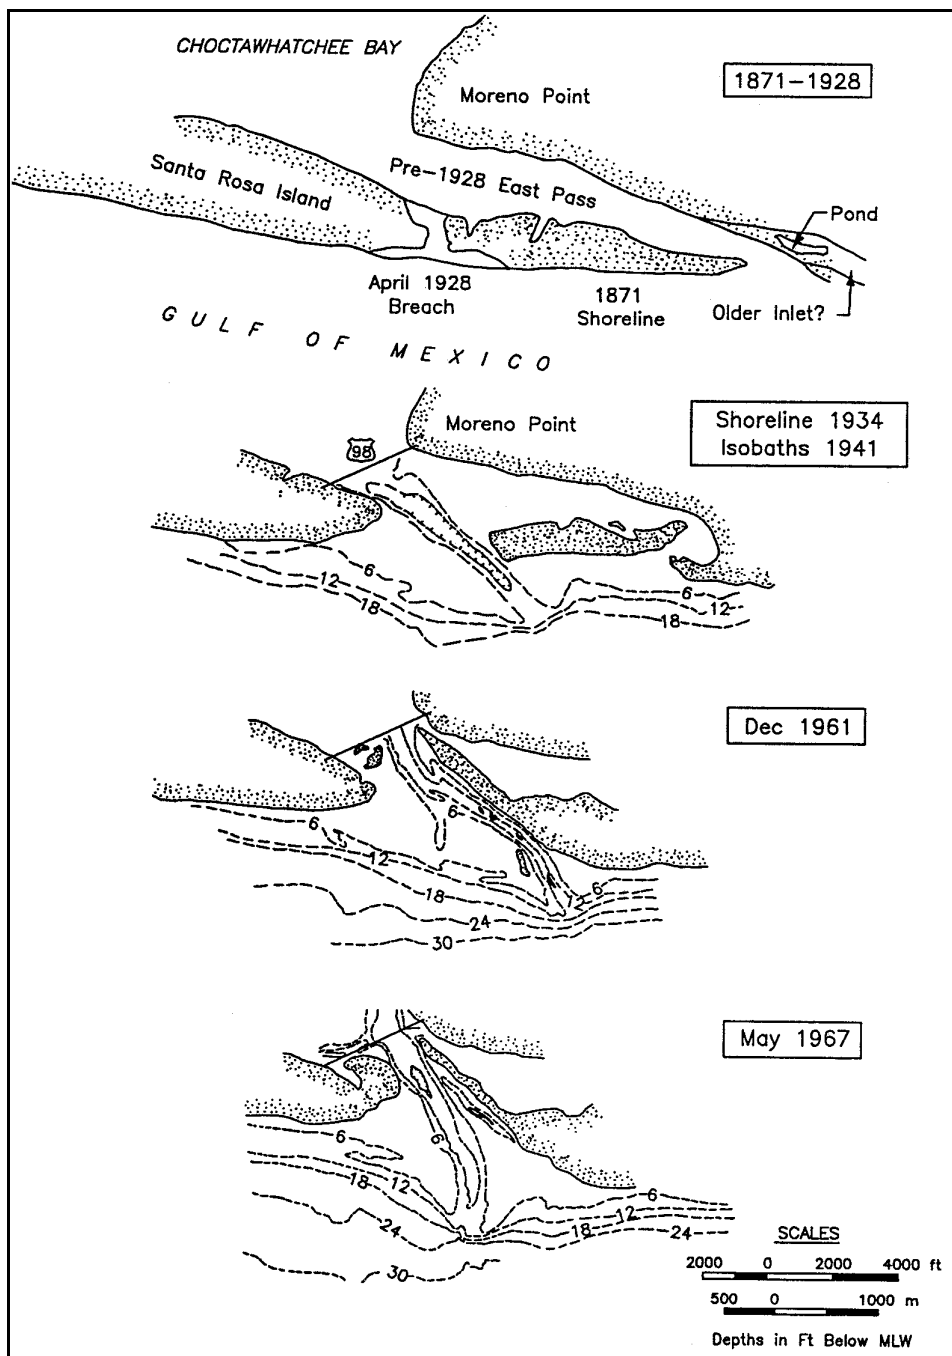 CHOCTAWHATCHEE BAY
1871-1928
Moreno Point
Santa Rosa Island
Pre-1928 East Pass
Pond
April 1928
Breach
1871
Shoreline
Older Inlet?
GULF OF MEXICO
Shoreline 1934
Isobaths 1941
Moreno Point
98
6
12
18
6
12
18
Dec 1961
6
12
18
24
30
6
6
12
May 1967
6
12
18
24
30
6
6
12
18
24
SCALES
2000 0 2000 4000 ft
500 0 1000 m
Depths in Ft Below MLW